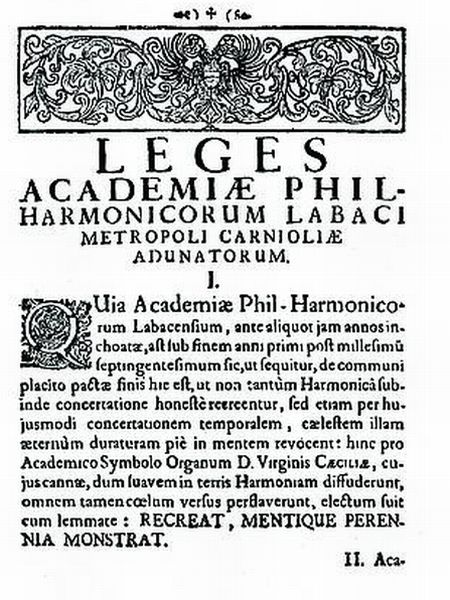 LEGES
ACADEMIÆ PHIL-
HARMONICORUM LABACI
METROPOLI CARNIOLIÆ
ADUNATORUM.
I.
QUia Academiæ Phil-Harmonico-
rum Labacensium, ante aliquot jam annos in-
choatæ, ast sub finem anni primi post millesimū
septingentesimum sic, ut sequitur, de communi
placito pactæ finis hic est, ut non tantùm Harmonicâ sub-
inde concertatione honestè recreentur, sed etiam per hu-
jusmodi concertationem temporalem, cælestem illam
æternùm duraturam piè in mentem revocent: hinc pro
Academico Symbolo Organum D. Virginis CÆCILIÆ, cu-
jus cannæ, dum suavem in terris Harmoniam diffuderunt,
omnem tamen cœlum versus perflaverunt, electum fuit
cum lemmate: RECREAT, MENTIQUE PEREN-
NIA MONSTRAT.
II. Aca-